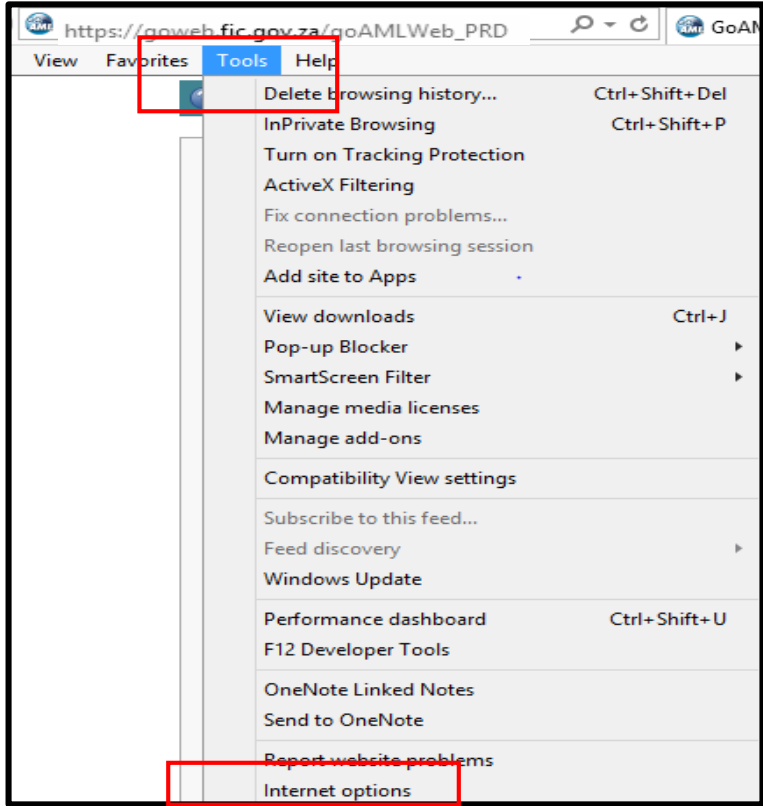 https://goweb.fic.gov.za/goAMLWeb_PRD GoAM
View Favorites Tools Help
Delete browsing history... Ctrl+Shift+Del
InPrivate Browsing Ctrl+Shift+P
Turn on Tracking Protection
ActiveX Filtering
Fix connection problems...
Reopen last browsing session
Add site to Apps
View downloads Ctrl+J
Pop-up Blocker
SmartScreen Filter
Manage media licenses
Manage add-ons
Compatibility View settings
Subscribe to this feed...
Feed discovery
Windows Update
Performance dashboard Ctrl+Shift+U
F12 Developer Tools
OneNote Linked Notes
Send to OneNote
Report website problems
Internet options